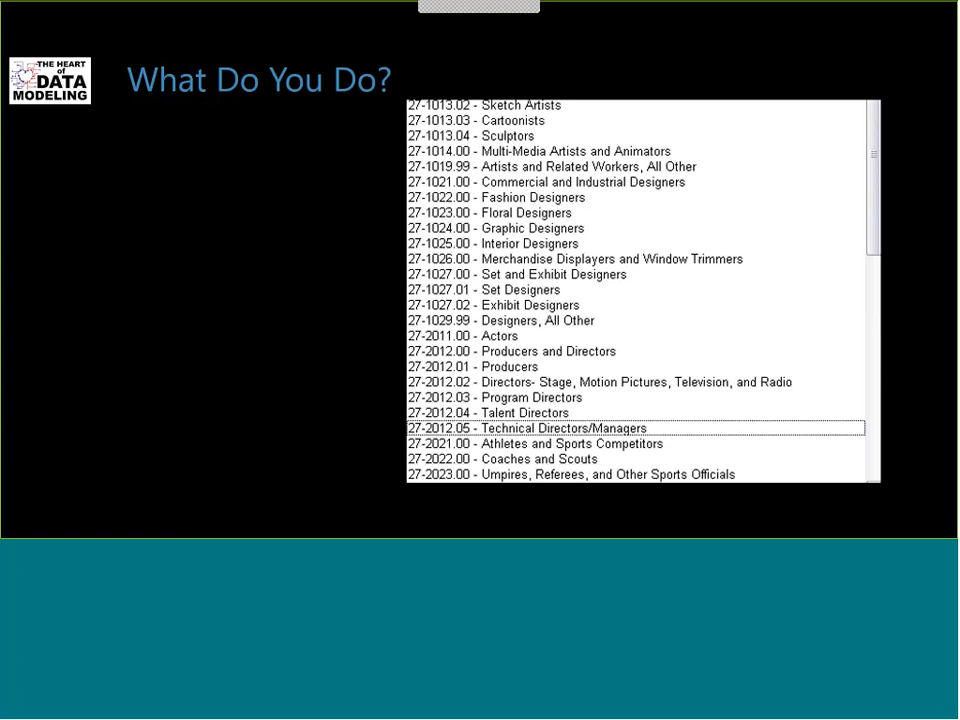 THE HEART
of
DATA
MODELING
What Do You Do?
27-1013.02 - Sketch Artists
27-1013.03 - Cartoonists
27-1013.04 - Sculptors
27-1014.00 - Multi-Media Artists and Animators
27-1019.99 - Artists and Related Workers, All Other
27-1021.00 - Commercial and Industrial Designers
27-1022.00 - Fashion Designers
27-1023.00 - Floral Designers
27-1024.00 - Graphic Designers
27-1025.00 - Interior Designers
27-1026.00 - Merchandise Displayers and Window Trimmers
27-1027.00 - Set and Exhibit Designers
27-1027.01 - Set Designers
27-1027.02 - Exhibit Designers
27-1029.99 - Designers, All Other
27-2011.00 - Actors
27-2012.00 - Producers and Directors
27-2012.01 - Producers
27-2012.02 - Directors- Stage, Motion Pictures, Television, and Radio
27-2012.03 - Program Directors
27-2012.04 - Talent Directors
27-2012.05 - Technical Directors/Managers
27-2021.00 - Athletes and Sports Competitors
27-2022.00 - Coaches and Scouts
27-2023.00 - Umpires, Referees, and Other Sports Officials